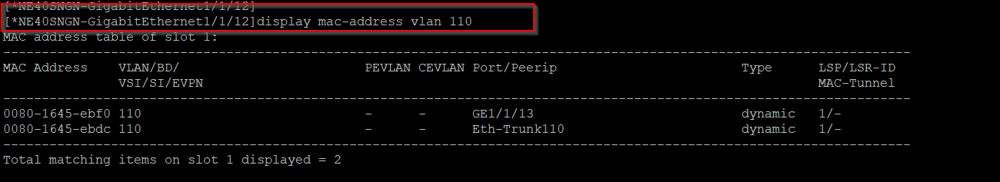 [*NE40SNGN-GigabitEthernet1/1/12]
[*NE40SNGN-GigabitEthernet1/1/12]display mac-address vlan 110
MAC address table of slot 1:
-------------------------------------------------------------------------------
MAC Address    VLAN/BD/                        PEVLAN CEVLAN Port/Peerip                        Type      LSP/LSR-ID
               VSI/SI/EVPN                                                                                MAC-Tunnel
-------------------------------------------------------------------------------
0080-1645-ebf0 110                             -      -      GE1/1/13                           dynamic   1/-
0080-1645-ebdc 110                             -      -      Eth-Trunk110                       dynamic   1/-
-------------------------------------------------------------------------------
Total matching items on slot 1 displayed = 2